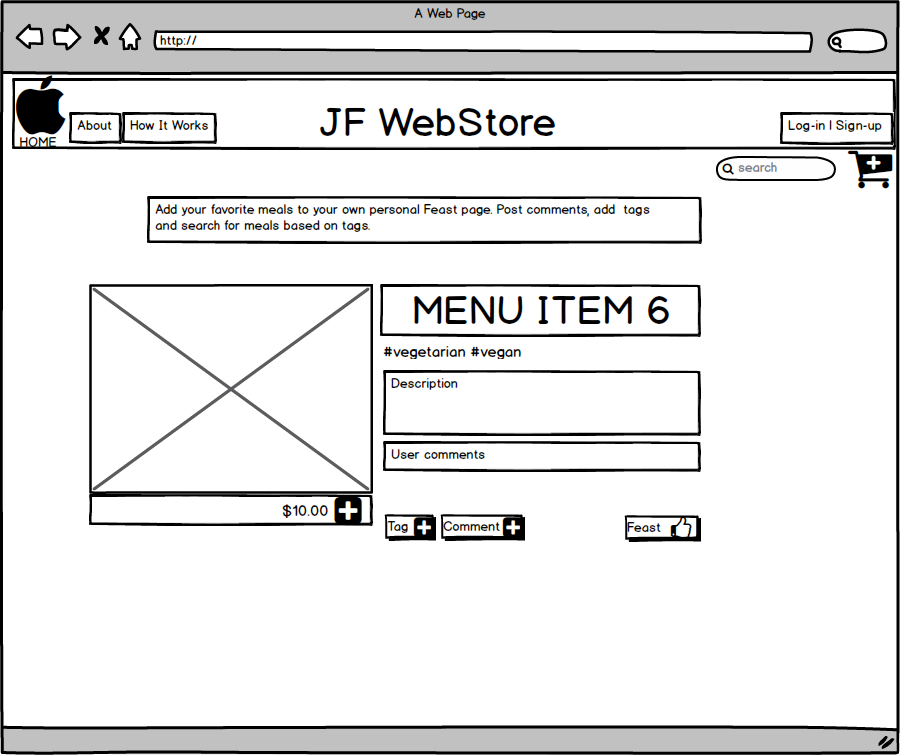 A Web Page
http://
HOME
About
How It Works
JF WebStore
Log-in | Sign-up
search
Add your favorite meals to your own personal Feast page. Post comments, add  tags
and search for meals based on tags.
MENU ITEM 6
#vegetarian #vegan
Description
User comments
$10.00
Tag
Comment
Feast